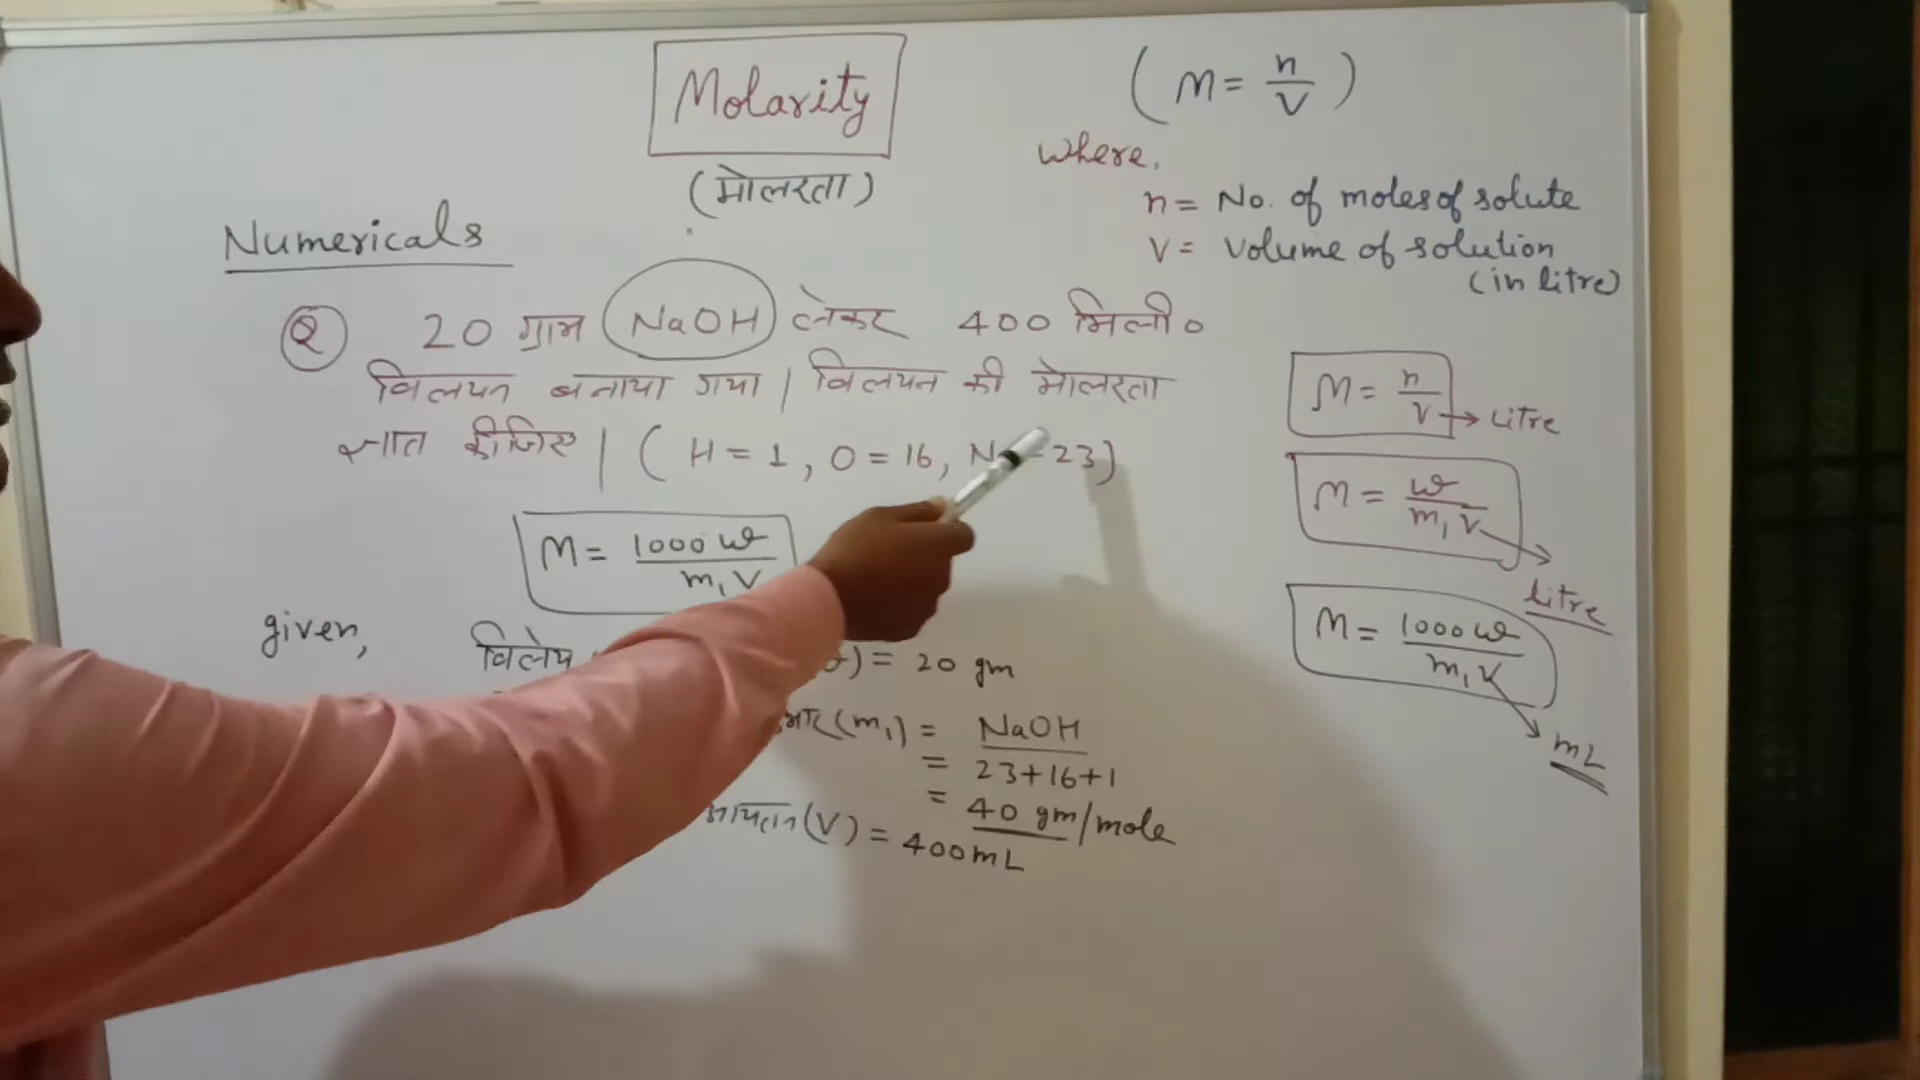 Molarity
(मोलरता)
(M = n/V)
where,
n = No. of moles of solute
V = Volume of solution
(in litre)
Numericals
Q 20 ग्राम NaOH लेकर 400 मिली०
विलयन बनाया गया | विलयन की मोलरता
ज्ञात कीजिए | (H = 1, O = 16, 23)
M = 1000 w / m₁ V
given,
विलेय = 20 gm
(m₁) = NaOH
= 23+16+1
= 40 gm/mole
आयतन (V) = 400 mL
M = n/V → Litre
M = w / m₁ V
litre
M = 1000 w / m₁ V
mL